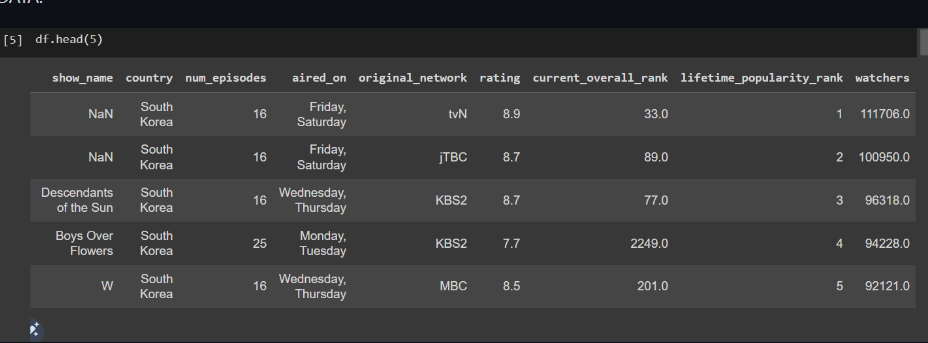 DATA.
[5] df.head(5)
show_name country num_episodes aired_on original_network rating current_overall_rank lifetime_popularity_rank watchers
NaN South Korea 16 Friday, Saturday tvN 8.9 33.0 1 111706.0
NaN South Korea 16 Friday, Saturday jTBC 8.7 89.0 2 100950.0
Descendants of the Sun South Korea 16 Wednesday, Thursday KBS2 8.7 77.0 3 96318.0
Boys Over Flowers South Korea 25 Monday, Tuesday KBS2 7.7 2249.0 4 94228.0
W South Korea 16 Wednesday, Thursday MBC 8.5 201.0 5 92121.0